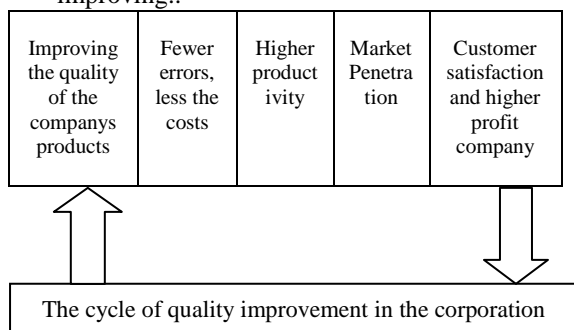 improving..
Improving
the quality
of the
companys
products
Fewer
errors,
less the
costs
Higher
product
ivity
Market
Penetra
tion
Customer
satisfaction
and higher
profit
company
The cycle of quality improvement in the corporation